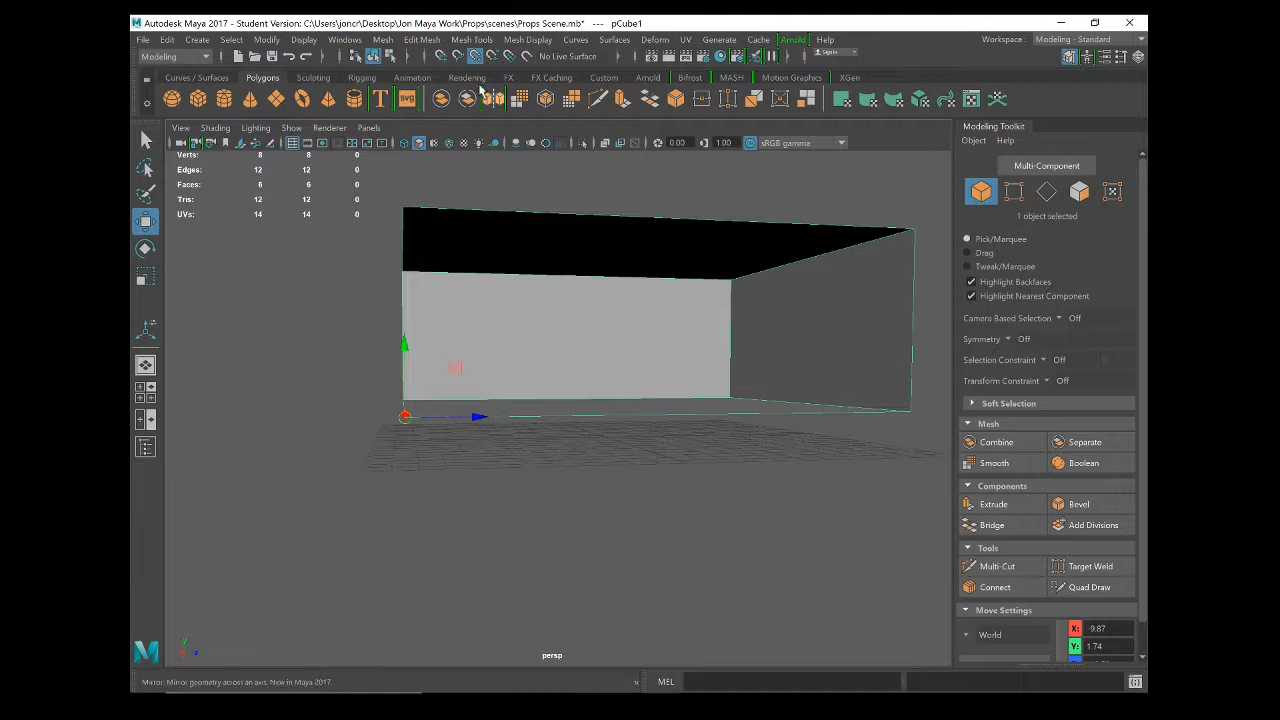 Autodesk Maya 2017 - Student Version: C:\Users\joncr\Desktop\Jon Maya Work\Props\scenes\Props Scene.mb* --- pCube1
File Edit Create Select Modify Display Windows Mesh Edit Mesh Mesh Tools Mesh Display Curves Surfaces Deform UV Generate Cache Arnold Help Workspace : Modeling - Standard
Modeling No Live Surface Sign In
Curves / Surfaces Polygons Sculpting Rigging Animation Rendering FX FX Caching Custom Arnold Bifrost MASH Motion Graphics XGen
T svg
View Shading Lighting Show Renderer Panels Modeling Toolkit
0.00 1.00 sRGB gamma Object Help
Verts: 8 8 0
Edges: 12 12 0
Faces: 6 6 0
Tris: 12 12 0
UVs: 14 14 0
Multi-Component
1 object selected
Pick/Marquee
Drag
Tweak/Marquee
Highlight Backfaces
Highlight Nearest Component
Camera Based Selection Off
Symmetry Off
Selection Constraint Off 0
Transform Constraint Off
Soft Selection
Mesh
Combine Separate
Smooth Boolean
Components
Extrude Bevel
Bridge Add Divisions
Tools
Multi-Cut Target Weld
Connect Quad Draw
Move Settings
World X: -9.87
Y: 1.74
y
z
persp
M
Mirror: Mirror geometry across an axis. New in Maya 2017. MEL